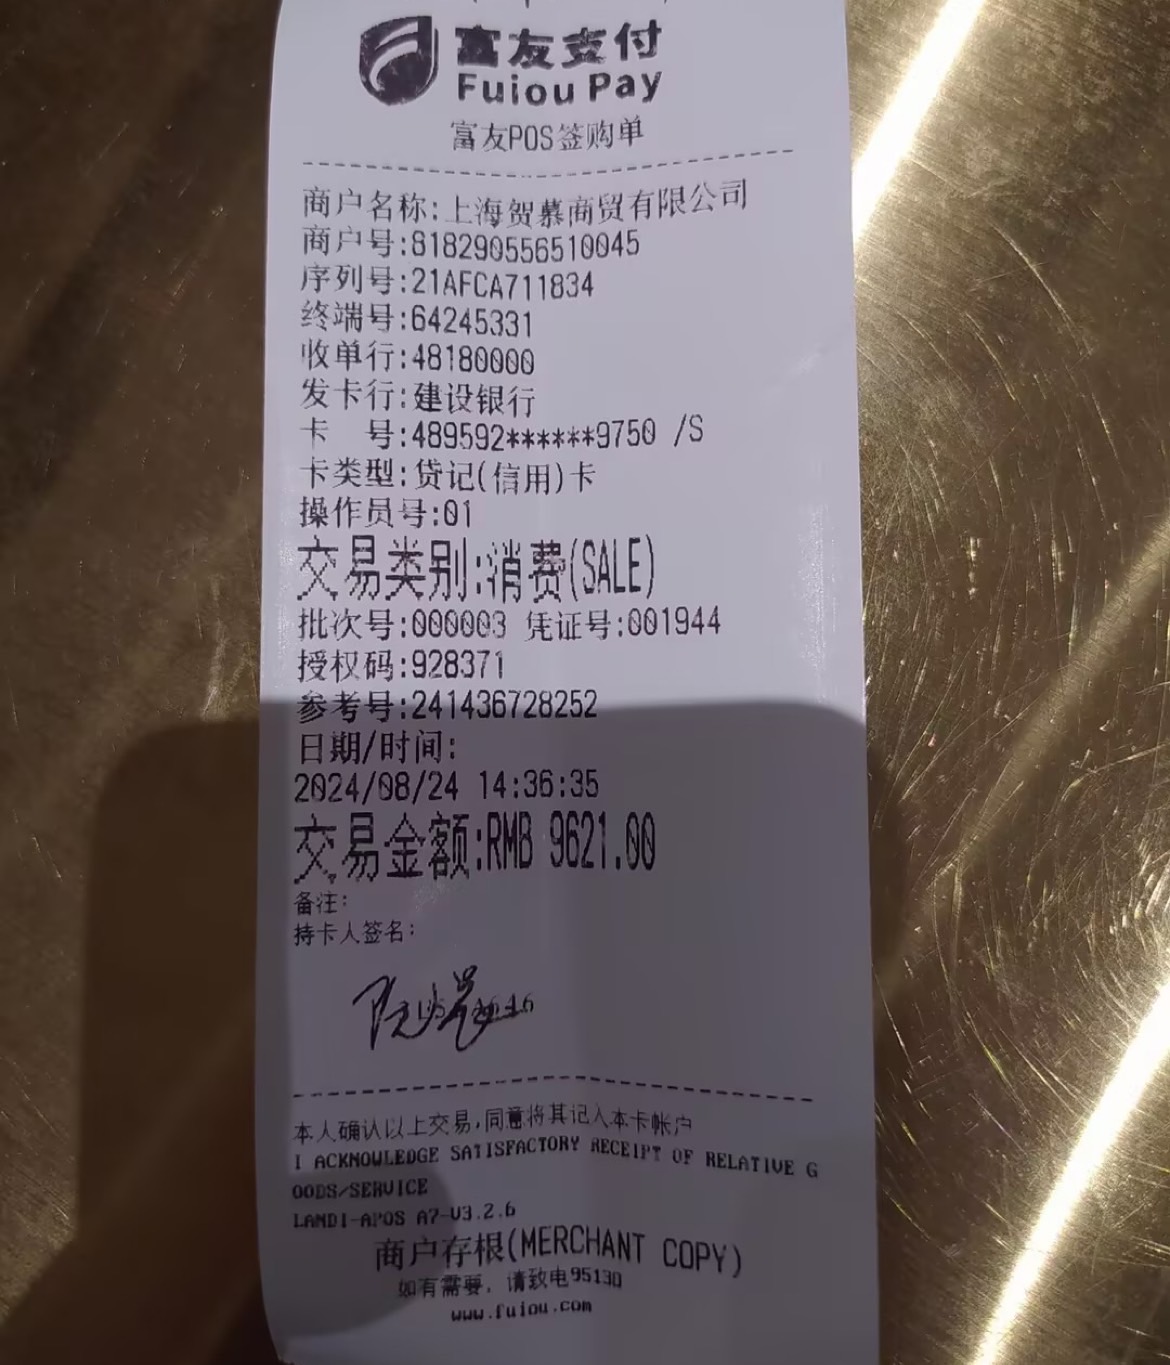 富友支付
Fuiou Pay
富友POS签购单
商户名称:上海贺慕商贸有限公司
商户号:818290556510045
序列号:21AFCA711834
终端号:64245331
收单行:48180000
发卡行:建设银行
卡 号:489592******9750 /S
卡类型:贷记(信用)卡
操作员号:01
交易类别:消费(SALE)
批次号:000003 凭证号:001944
授权码:928371
参考号:241436728252
日期/时间:
2024/08/24 14:36:35
交易金额:RMB 9621.00
备注:
持卡人签名:
本人确认以上交易,同意将其记入本卡帐户
I ACKNOWLEDGE SATISFACTORY RECEIPT OF RELATIVE G
OODS/SERVICE
LANDI-APOS A7-V3.2.6
商户存根(MERCHANT COPY)
如有需要，请致电95130
www.fuiou.com